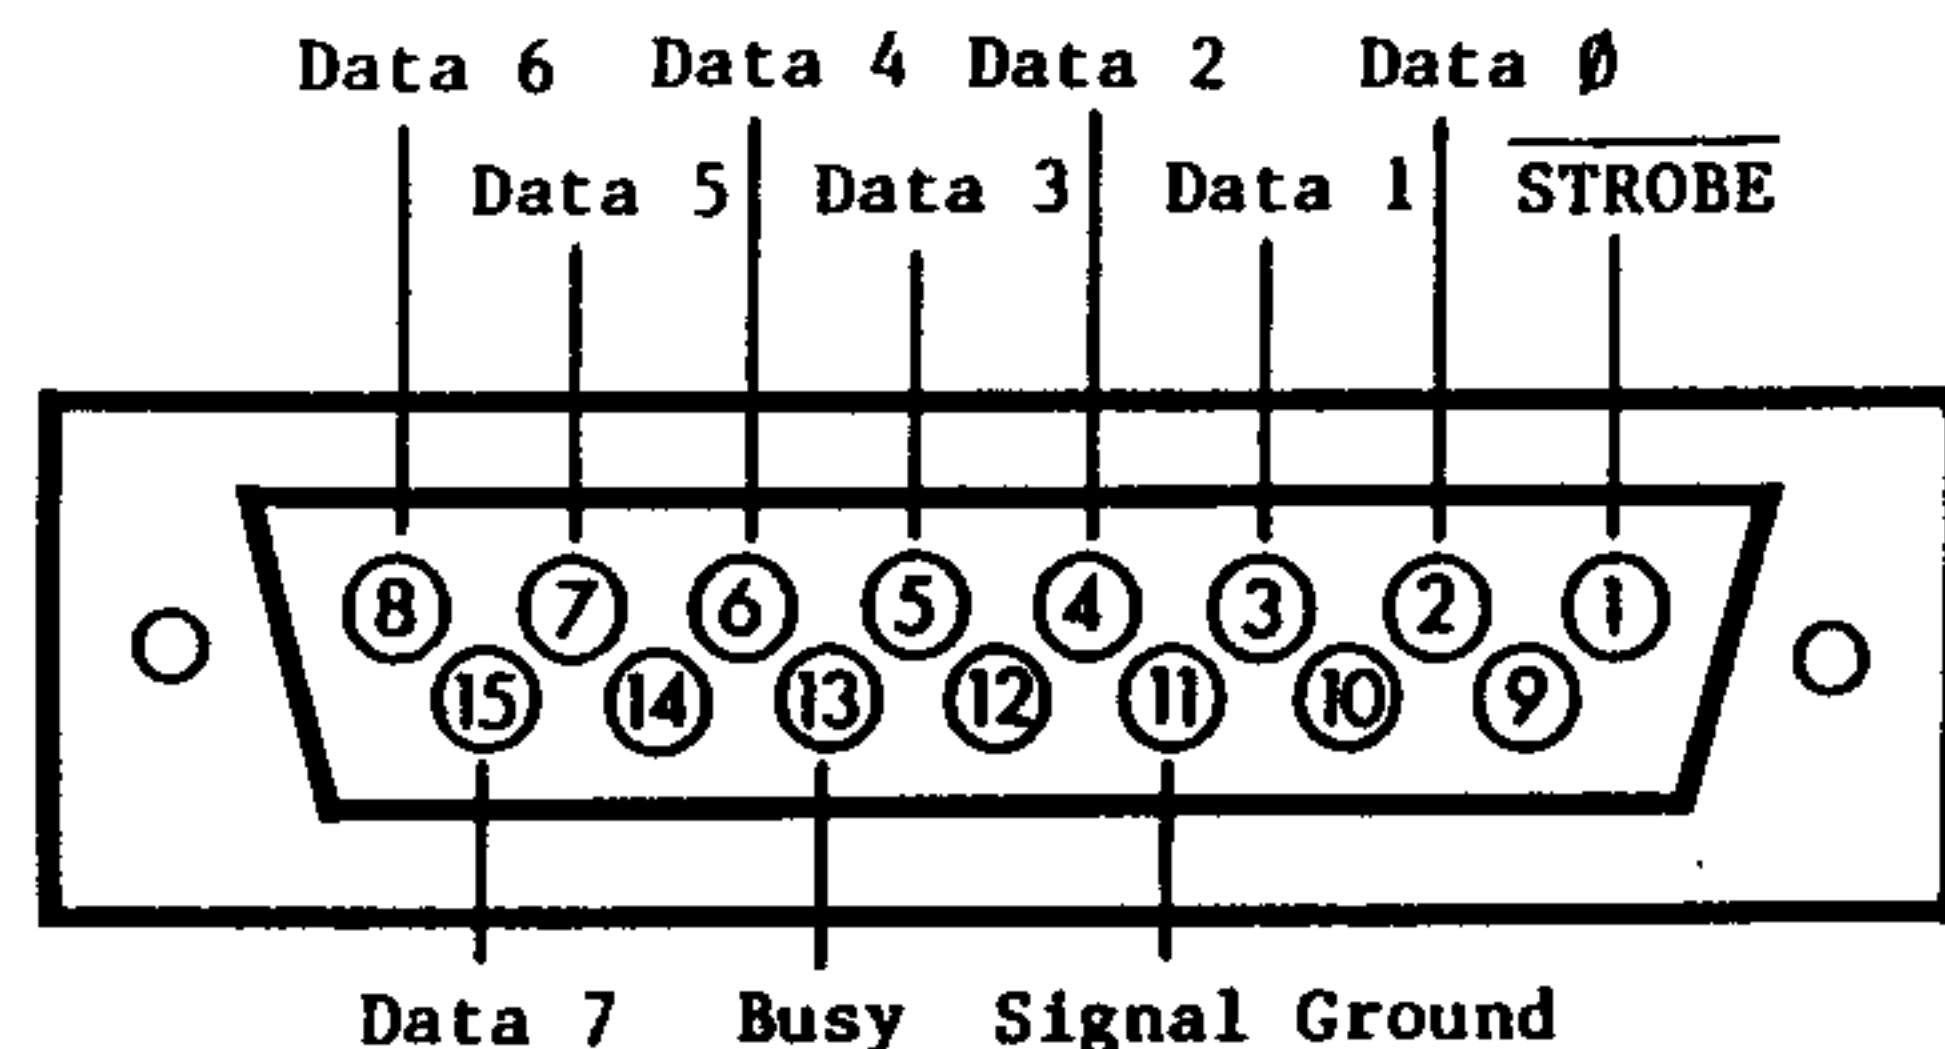 Data 6 Data 4 Data 2 Data 0
Data 5 Data 3 Data 1 STROBE
8 7 6 5 4 3 2 1
15 14 13 12 11 10 9
Data 7 Busy Signal Ground